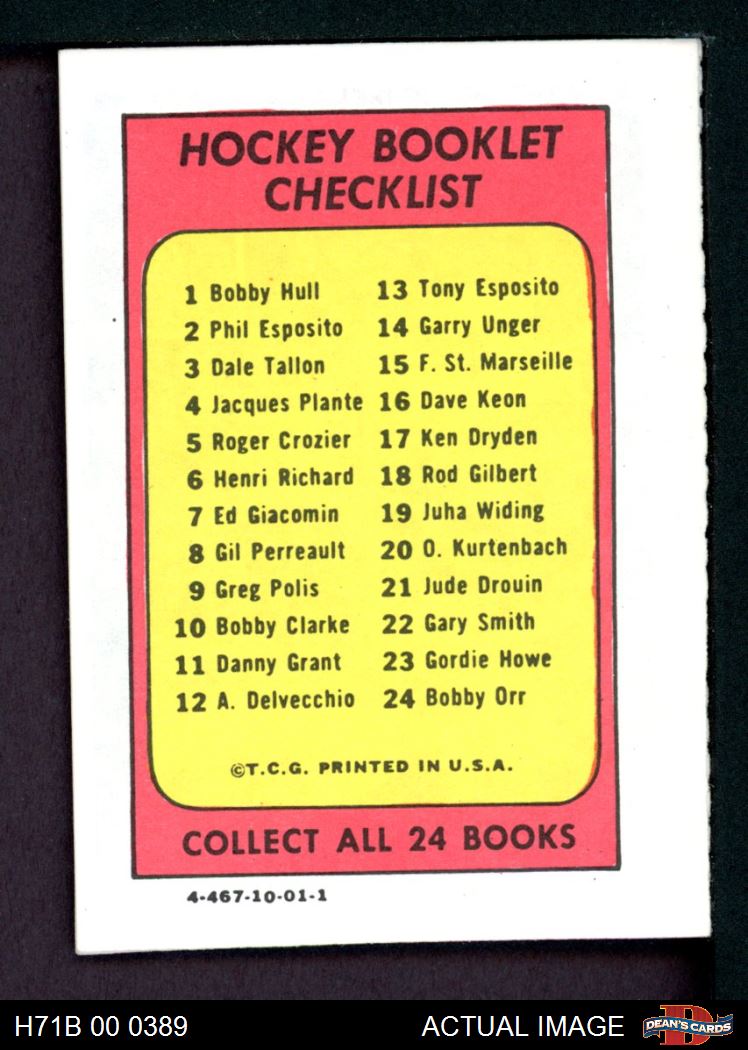 HOCKEY BOOKLET
CHECKLIST
1 Bobby Hull
2 Phil Esposito
3 Dale Tallon
4 Jacques Plante
5 Roger Crozier
6 Henri Richard
7 Ed Giacomin
8 Gil Perreault
9 Greg Polis
10 Bobby Clarke
11 Danny Grant
12 A. Delvecchio
13 Tony Esposito
14 Garry Unger
15 F. St. Marseille
16 Dave Keon
17 Ken Dryden
18 Rod Gilbert
19 Juha Widing
20 O. Kurtenbach
21 Jude Drouin
22 Gary Smith
23 Gordie Howe
24 Bobby Orr
©T.C.G. PRINTED IN U.S.A.
COLLECT ALL 24 BOOKS
4-467-10-01-1
H71B 00 0389
ACTUAL IMAGE
D
DEAN'S CARDS